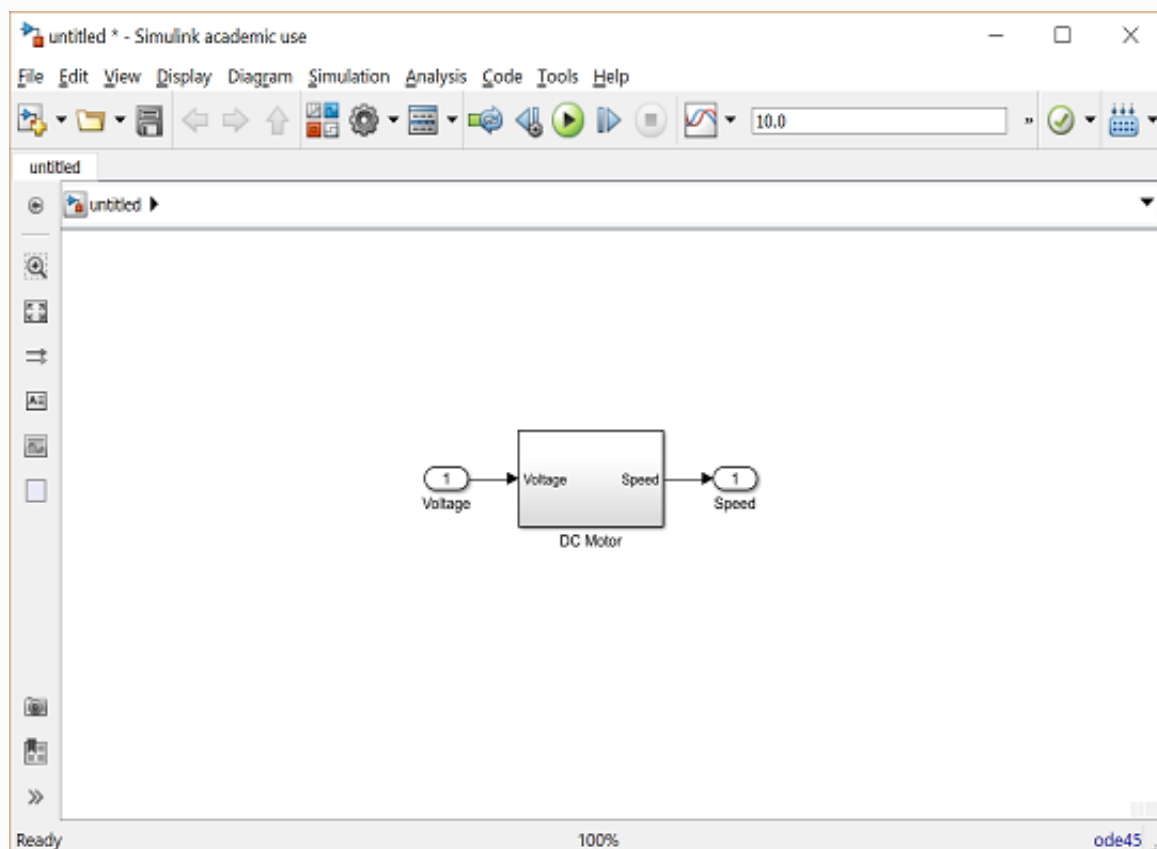 untitled * - Simulink academic use
File Edit View Display Diagram Simulation Analysis Code Tools Help
10.0 »
untitled
untitled
1 Voltage Speed 1
Voltage Speed
DC Motor
Ready 100% ode45